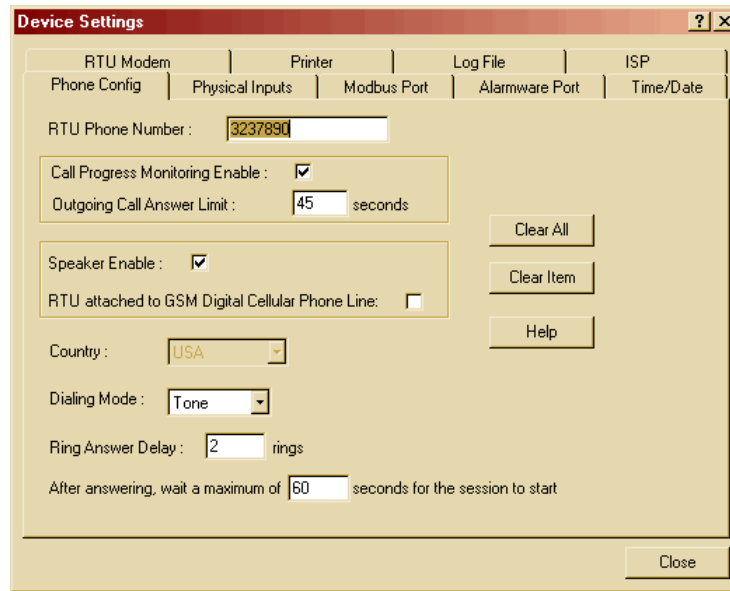 Device Settings
RTU Modem Printer Log File ISP
Phone Config Physical Inputs Modbus Port Alarmware Port Time/Date
RTU Phone Number : 3237890
Call Progress Monitoring Enable :
Outgoing Call Answer Limit : 45 seconds
Clear All
Speaker Enable :
Clear Item
RTU attached to GSM Digital Cellular Phone Line:
Help
Country : USA
Dialing Mode : Tone
Ring Answer Delay : 2 rings
After answering, wait a maximum of 60 seconds for the session to start
Close